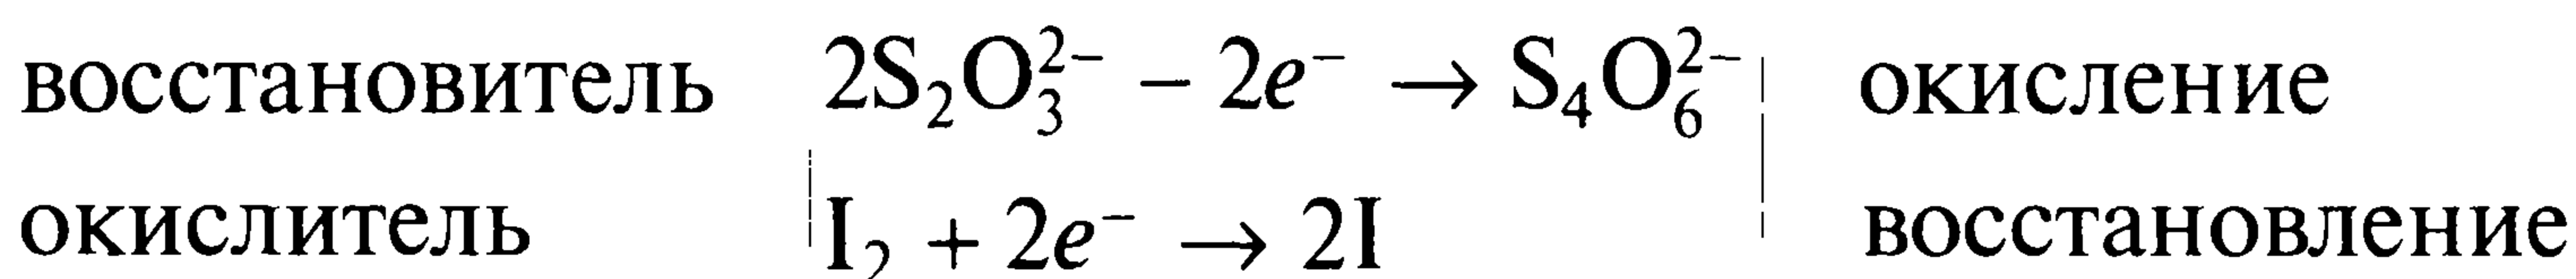 восстановитель 2S₂O₃²⁻ – 2e⁻ → S₄O₆²⁻ окисление
окислитель I₂ + 2e⁻ → 2I восстановление